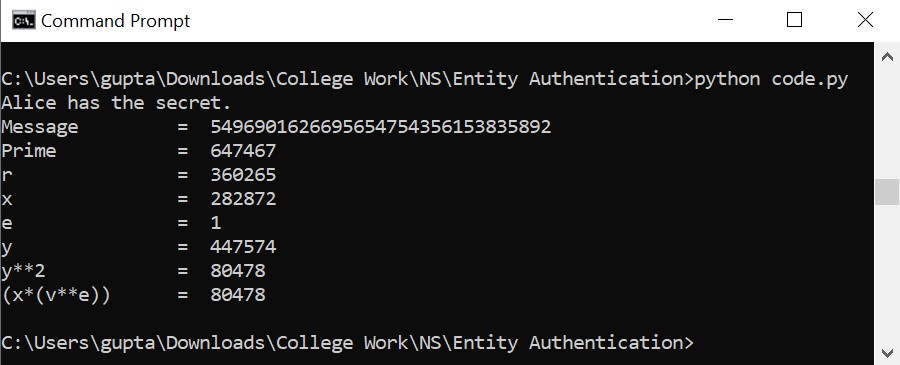 Command Prompt
C:\Users\gupta\Downloads\College Work\NS\Entity Authentication>python code.py
Alice has the secret.
Message        =  5496901626695654754356153835892
Prime          =  647467
r              =  360265
x              =  282872
e              =  1
y              =  447574
y**2           =  80478
(x*(v**e))     =  80478
C:\Users\gupta\Downloads\College Work\NS\Entity Authentication>